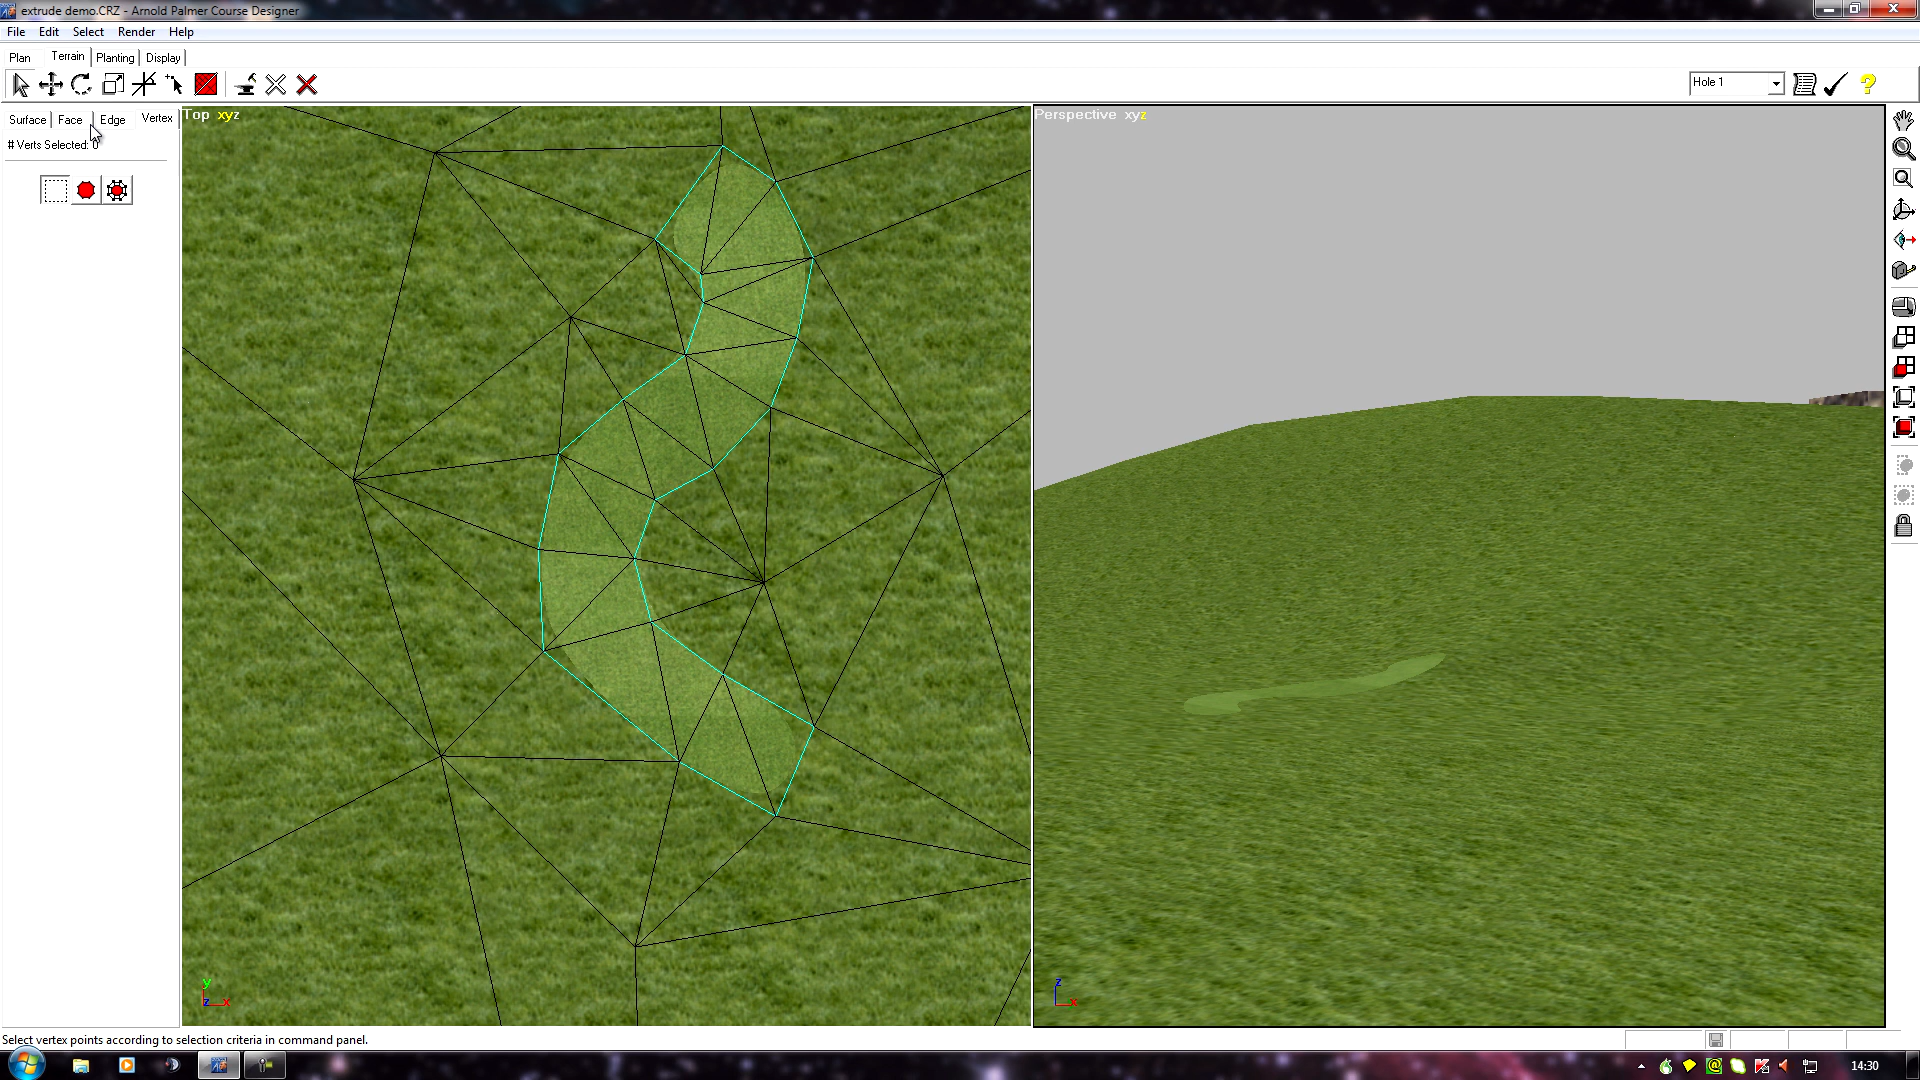 extrude demo.CRZ - Arnold Palmer Course Designer
File Edit Select Render Help
Plan Terrain Planting Display
Hole 1
Surface Face Edge Vertex
# Verts Selected: 0
Top xyz
Perspective xyz
y
z x
z
x
Select vertex points according to selection criteria in command panel.
14:30